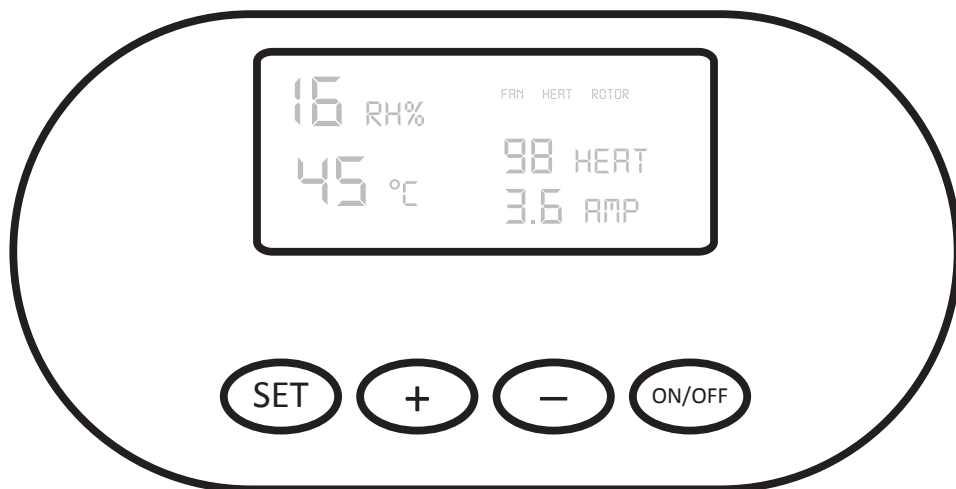 16 RH%
45 °C
FAN HEAT ROTOR
98 HEAT
3.6 AMP
SET + − ON/OFF